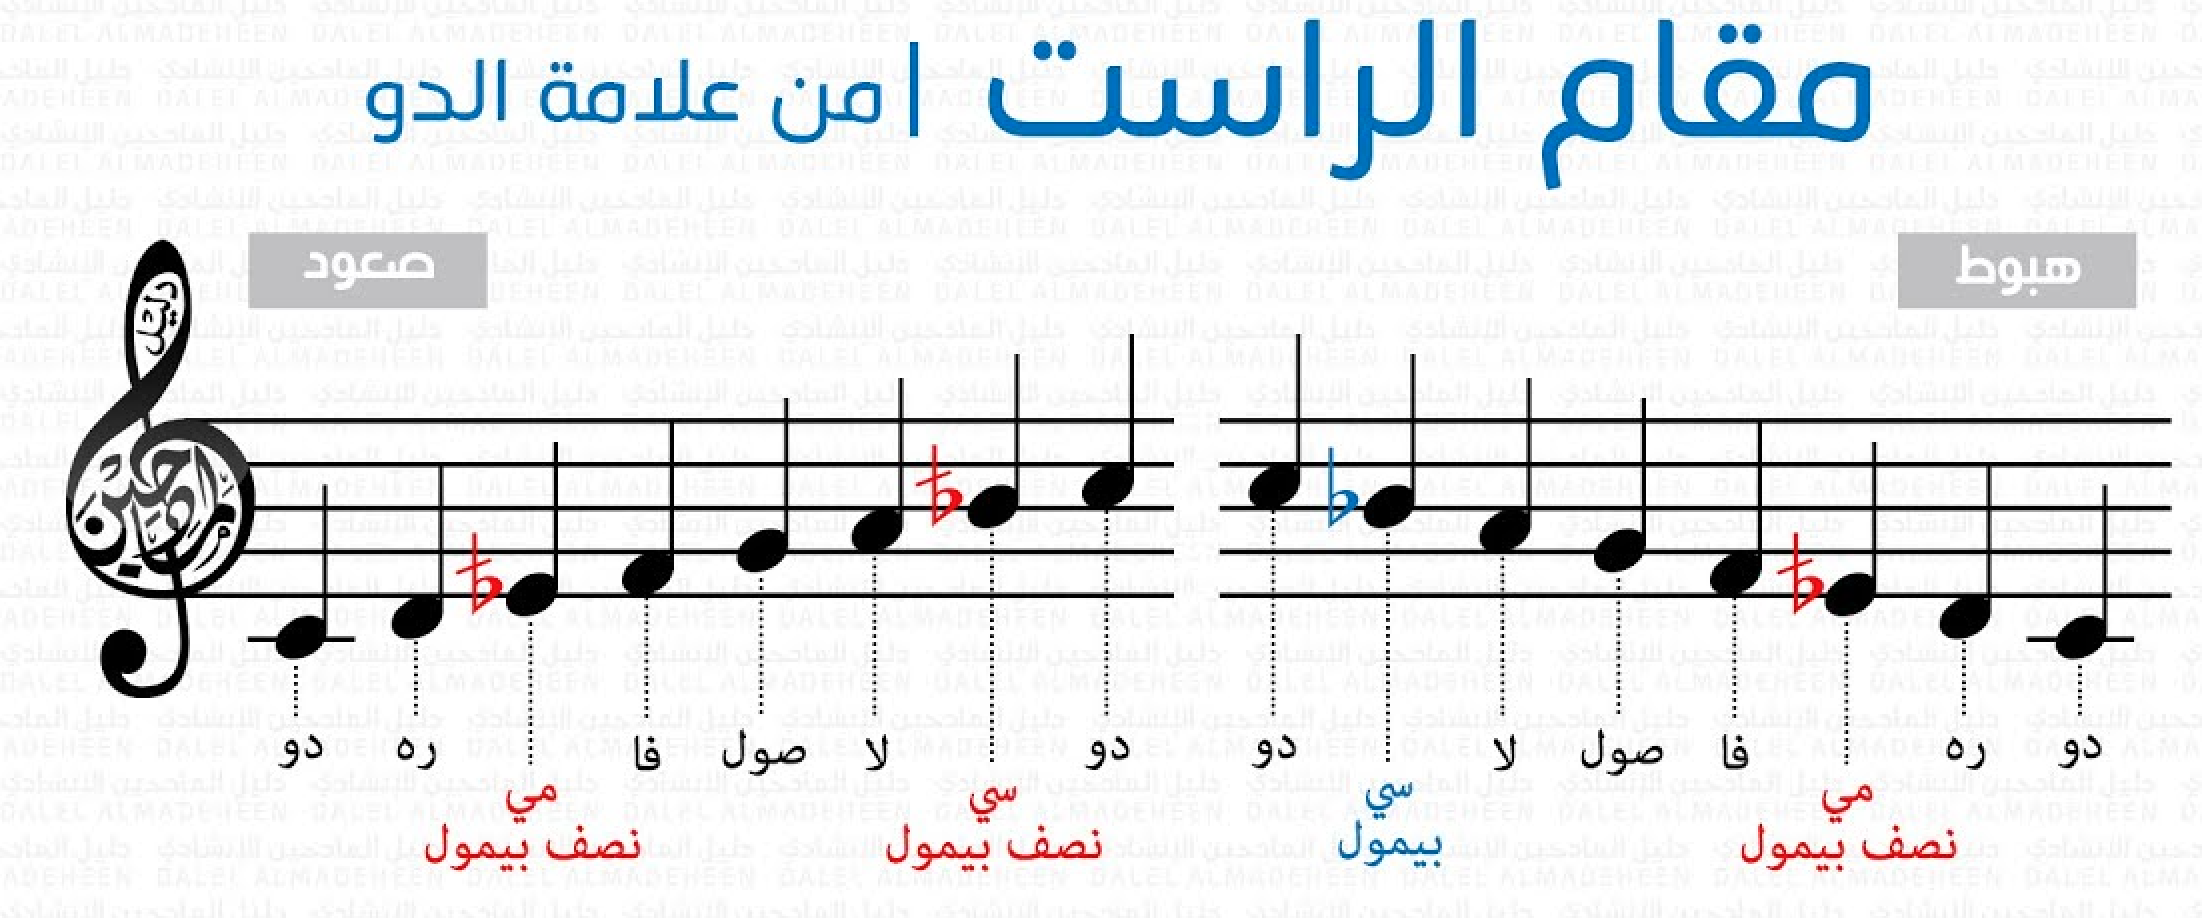 مقام الراست | من علامة الدو
صعود
هبوط
دليل
المادحين
دو ره فا صول لا دو دو لا صول فا ره دو
مي سي سي مي
نصف بيمول نصف بيمول بيمول نصف بيمول
دليل المادحين الإنشادي
DALEL ALMADEHEEN